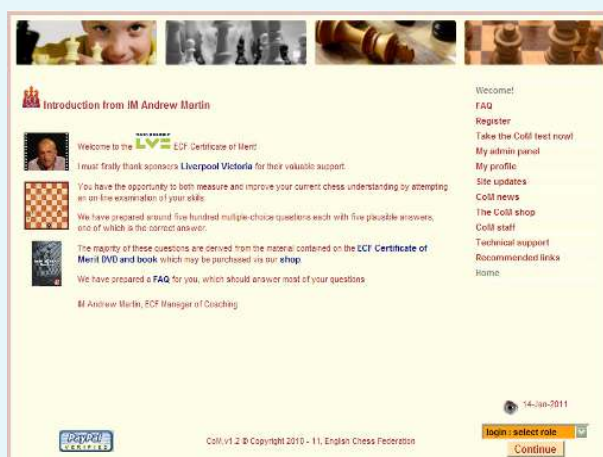 Introduction from IM Andrew Martin
Welcome to the LVE ECF Certificate of Merit!
I must firstly thank sponsors Liverpool Victoria for their valuable support.
You have the opportunity to both measure and improve your current chess understanding by attempting
an on-line examination of your skills.
We have prepared around five hundred multiple-choice questions each with five plausible answers,
one of which is the correct answer.
The majority of these questions are derived from the material contained on the ECF Certificate of
Merit DVD and book which may be purchased via our shop.
We have prepared a FAQ for you, which should answer most of your questions
IM Andrew Martin, ECF Manager of Coaching
Wecome!
FAQ
Register
Take the CoM test now!
My admin panel
My profile
Site updates
CoM news
The CoM shop
CoM staff
Technical support
Recommended links
Home
14-Jan-2011
login : select role
Continue
PayPal
VERIFIED
CoM.v1.2 © Copyright 2010 - 11, English Chess Federation